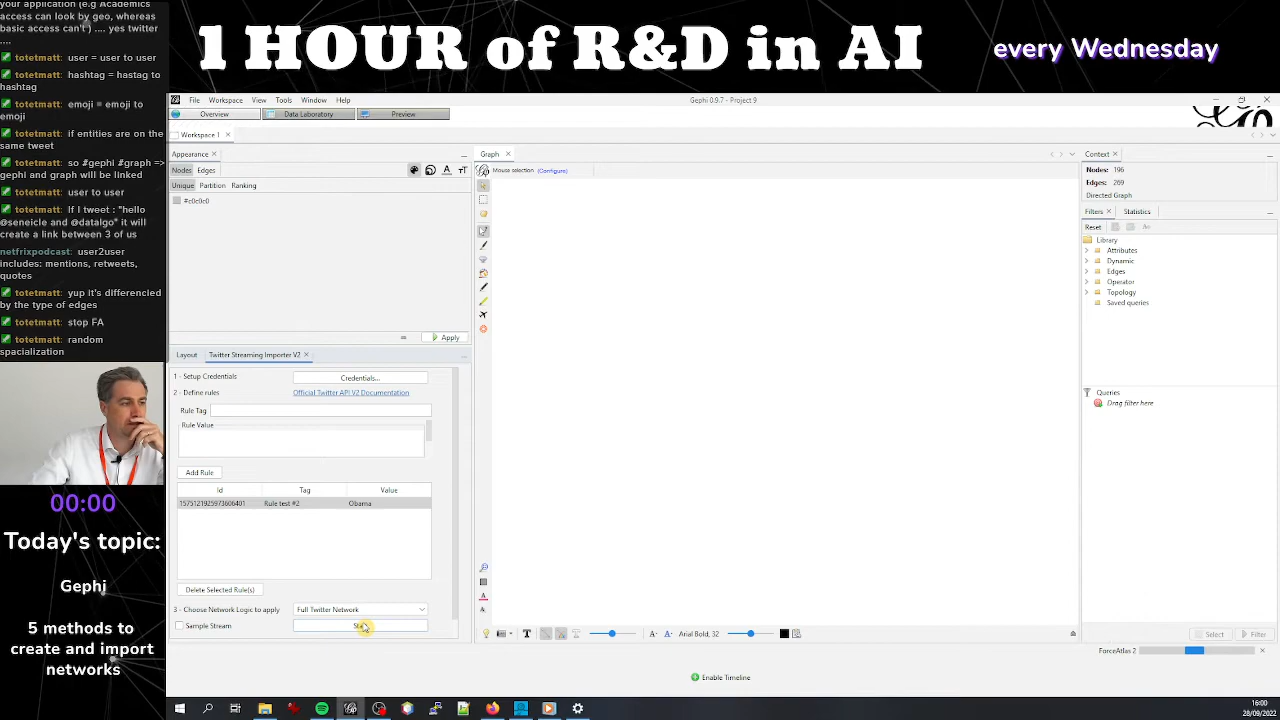 your application (e.g Academics
access can look by geo, whereas
basic access can't ) .... yes twitter
....
totetmatt: user = user to user
totetmatt: hashtag = hastag to
hashtag
totetmatt: emoji = emoji to
emoji
totetmatt: if entities are on the
same tweet
totetmatt: so #gephI #graph =>
gephi and graph will be linked
totetmatt: user to user
totetmatt: If I tweet : "hello
@seneicle and @datalgo" it will
create a link between 3 of us
netfrixpodcast: user2user
includes: mentions, retweets,
quotes
totetmatt: yup It's differencied
by the type of edges
totetmatt: stop FA
totetmatt: random
spacialization
00:00
Today's topic:
Gephi
5 methods to
create and import
networks
1 HOUR of R&D in AI
every Wednesday
File Workspace View Tools Window Help
Gephi 0.9.7 - Project 9
Overview
Data Laboratory
Preview
Workspace 1
Appearance
Nodes Edges
Unique Partition Ranking
#c0c0c0
Apply
Layout
Twitter Streaming Importer V2
1 - Setup Credentials
Credentials...
2 - Define rules
Official Twitter API V2 Documentation
Rule Tag
Rule Value
Add Rule
Id Tag Value
1575121925973606401 Rule test #2 Obama
Delete Selected Rule(s)
3 - Choose Network Logic to apply
Full Twitter Network
Sample Stream
Graph
Mouse selection (Configure)
Arial Bold, 32
Context
Nodes: 196
Edges: 269
Directed Graph
Filters
Statistics
Reset
Library
Attributes
Dynamic
Edges
Operator
Topology
Saved queries
Queries
Drag filter here
Select
Filter
ForceAtlas 2
Enable Timeline
16:00
28/09/2022